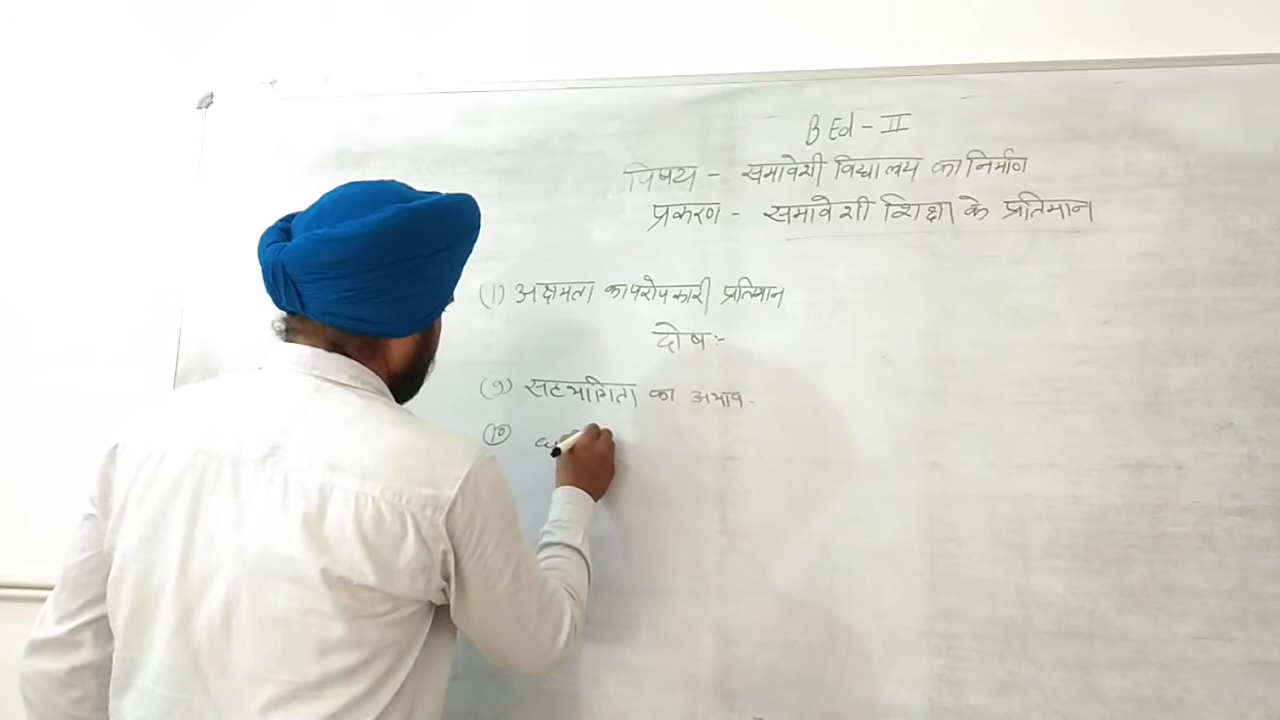 B Ed - II
विषय - समावेशी विद्यालय का निर्माण
प्रकरण - समावेशी शिक्षा के प्रतिमान
(1) अक्षमता का परोपकारी प्रतिमान
दोष :-
(9) सहभागिता का अभाव -
(10)